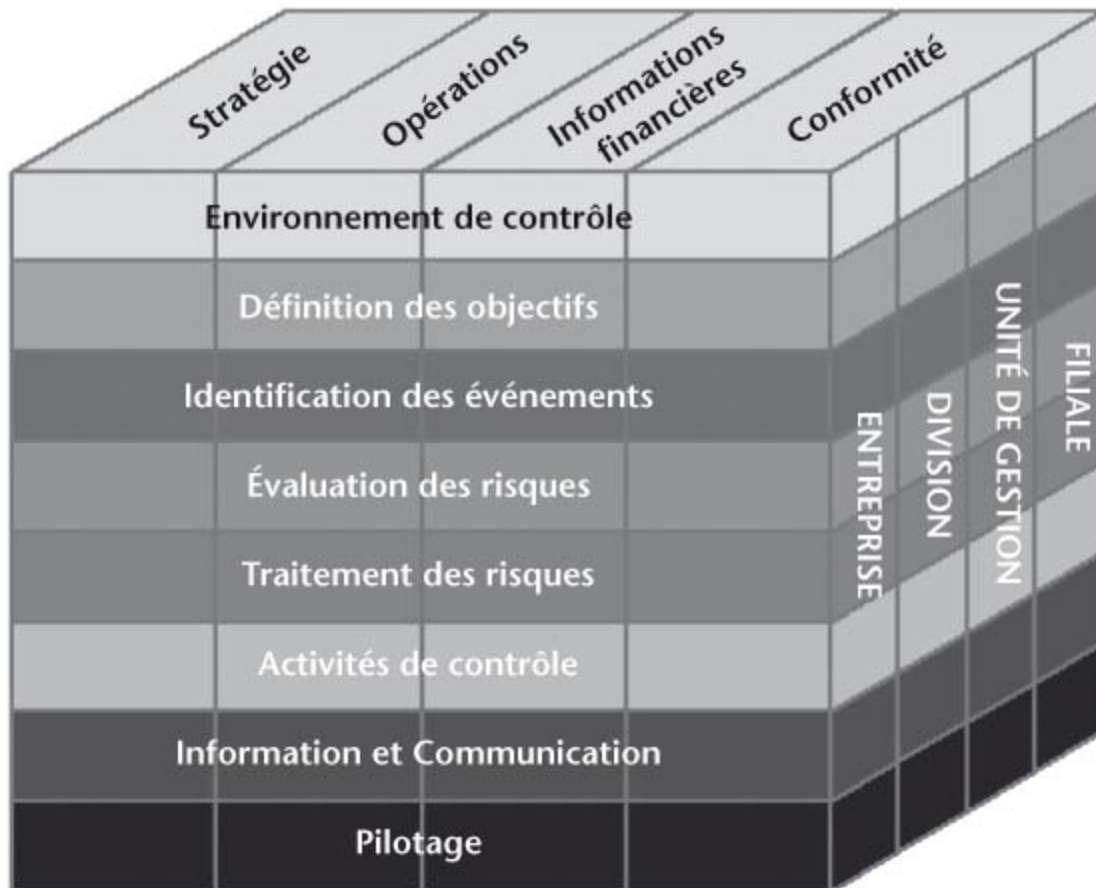 Stratégie
Opérations
Informations
financières
Conformité
Environnement de contrôle
Définition des objectifs
Identification des événements
Évaluation des risques
Traitement des risques
Activités de contrôle
Information et Communication
Pilotage
ENTREPRISE
DIVISION
UNITÉ DE GESTION
FILIALE